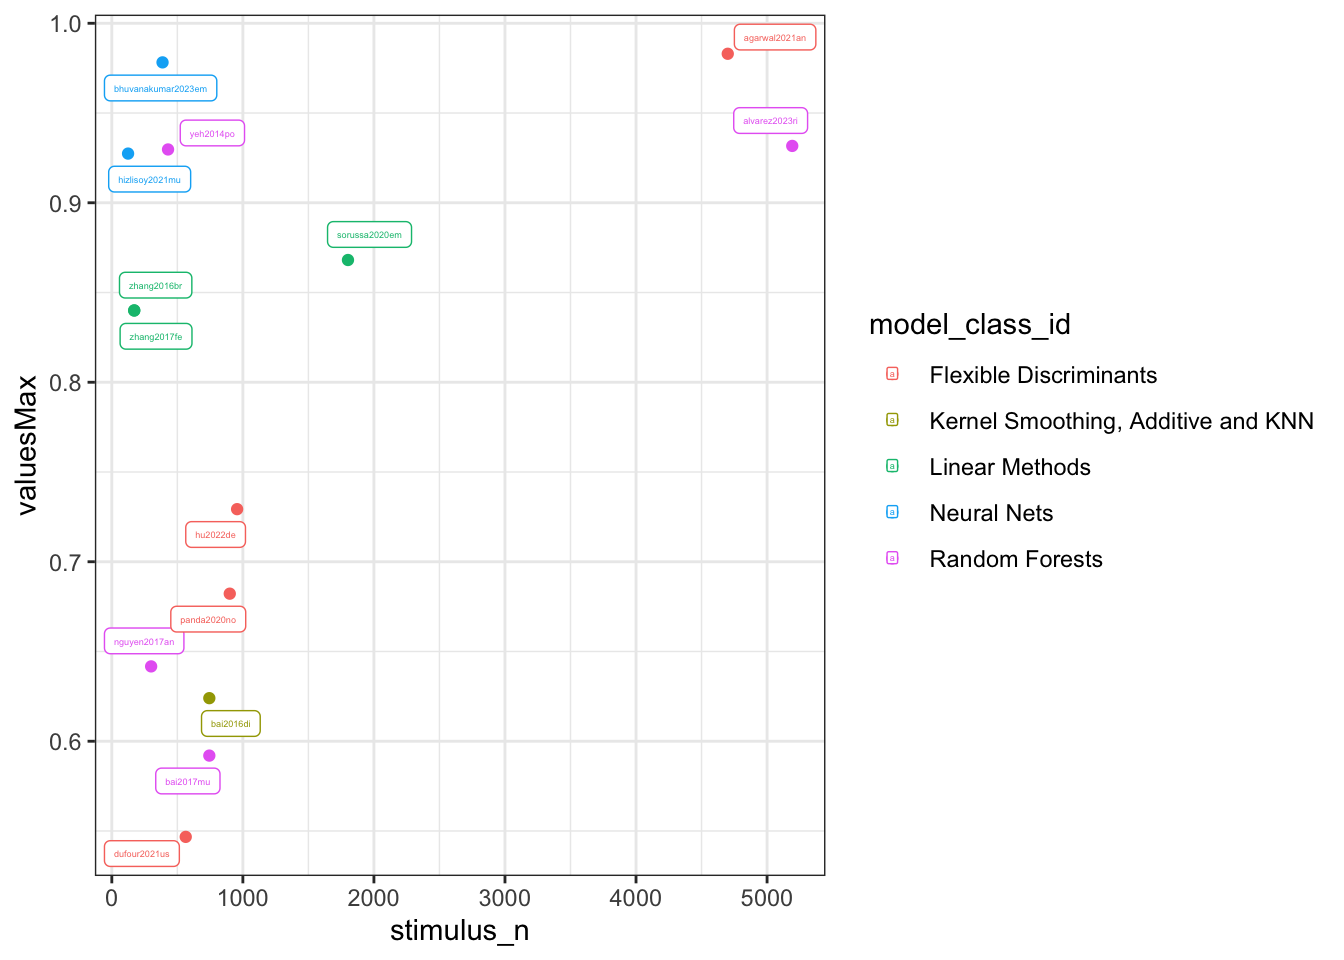 1.0
0.9
0.8
0.7
0.6
valuesMax
agarwal2021an
bhuvanakumar2023em
alvarez2023ri
yeh2014po
hizlisoy2021mu
sorussa2020em
zhang2016br
zhang2017fe
hu2022de
panda2020no
nguyen2017an
bai2016di
bai2017mu
dufour2021us
0 1000 2000 3000 4000 5000
stimulus_n
model_class_id
a Flexible Discriminants
a Kernel Smoothing, Additive and KNN
a Linear Methods
a Neural Nets
a Random Forests